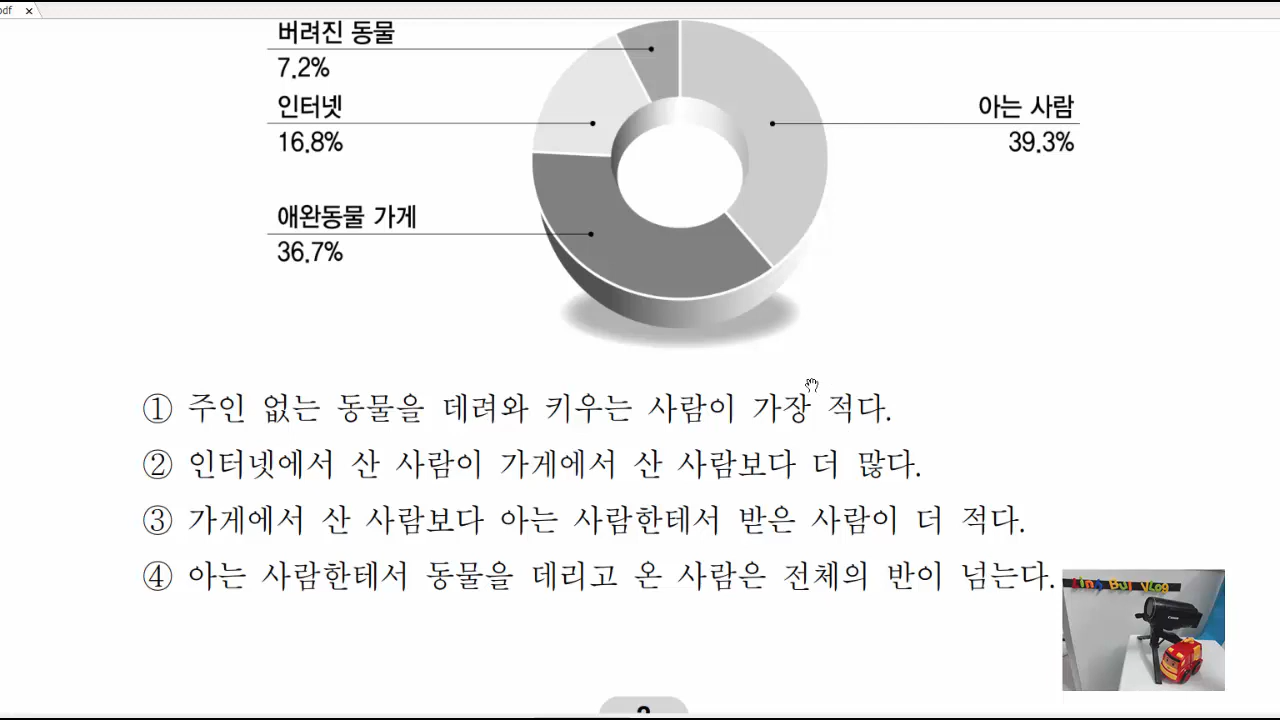 pdf ×
버려진 동물
7.2%
인터넷
16.8%
아는 사람
39.3%
애완동물 가게
36.7%
① 주인 없는 동물을 데려와 키우는 사람이 가장 적다.
② 인터넷에서 산 사람이 가게에서 산 사람보다 더 많다.
③ 가게에서 산 사람보다 아는 사람한테서 받은 사람이 더 적다.
④ 아는 사람한테서 동물을 데리고 온 사람은 전체의 반이 넘는다.
Linh Bui Vlog
Canon